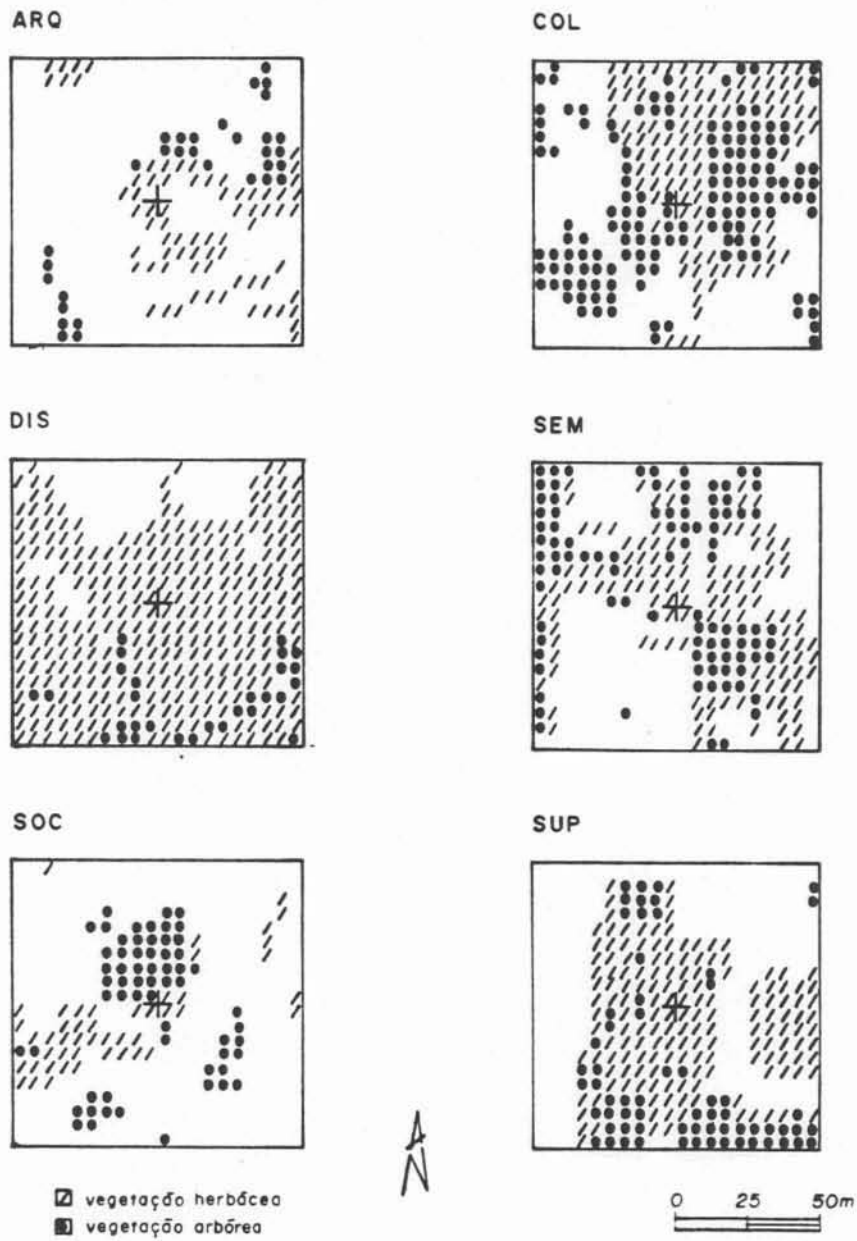 ARQ
COL
DIS
SEM
SOC
SUP
N
vegetação herbácea
vegetação arbórea
0 25 50m